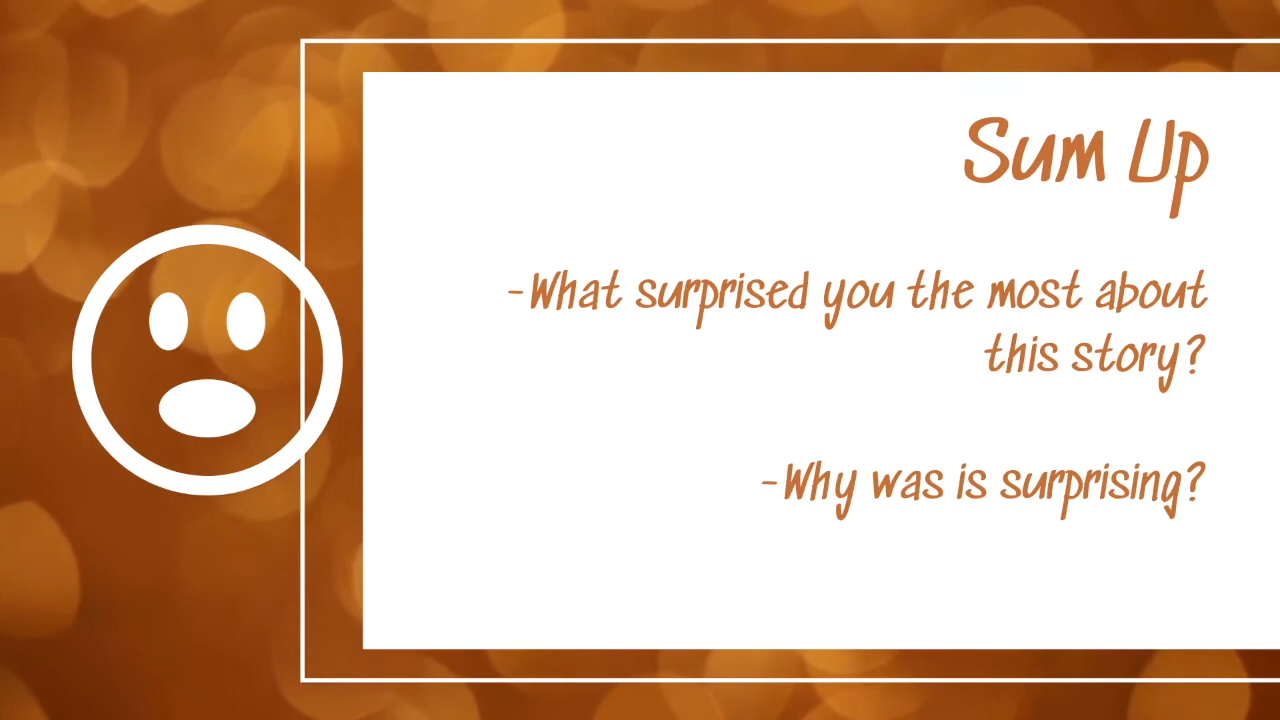 Sum Up
-What surprised you the most about
this story?
-Why was is surprising?